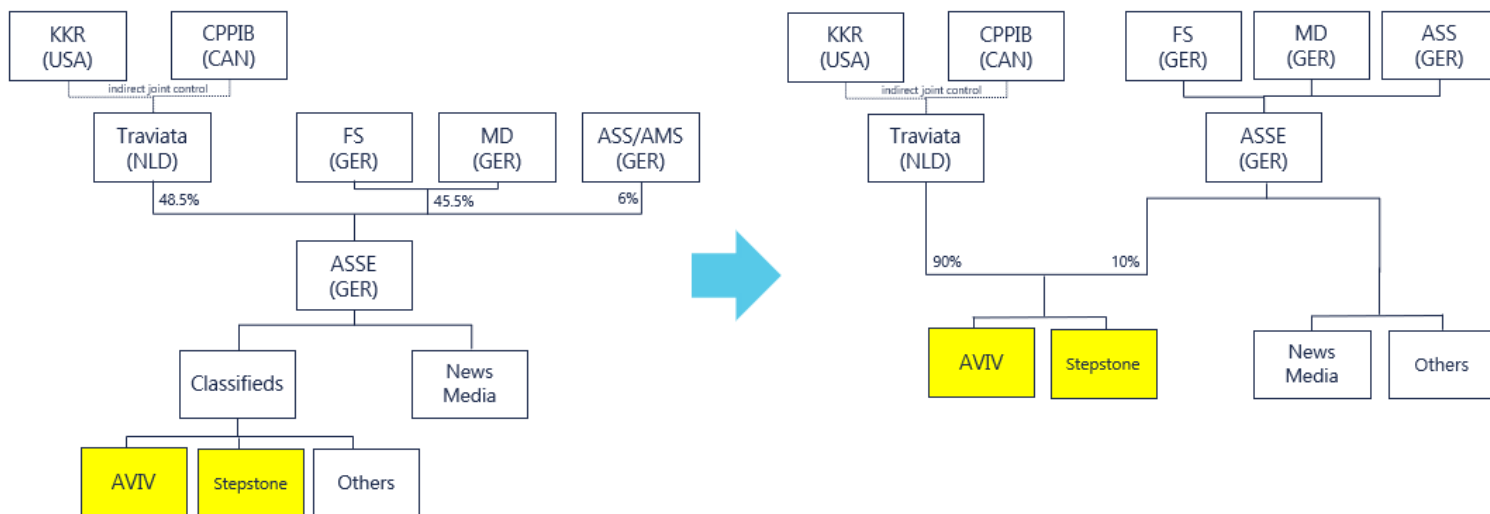 KKR
(USA)
CPPIB
(CAN)
indirect joint control
Traviata
(NLD)
FS
(GER)
MD
(GER)
ASS/AMS
(GER)
48.5%
45.5%
6%
ASSE
(GER)
Classifieds
News
Media
AVIV
Stepstone
Others
KKR
(USA)
CPPIB
(CAN)
indirect joint control
FS
(GER)
MD
(GER)
ASS
(GER)
Traviata
(NLD)
ASSE
(GER)
90%
10%
AVIV
Stepstone
News
Media
Others